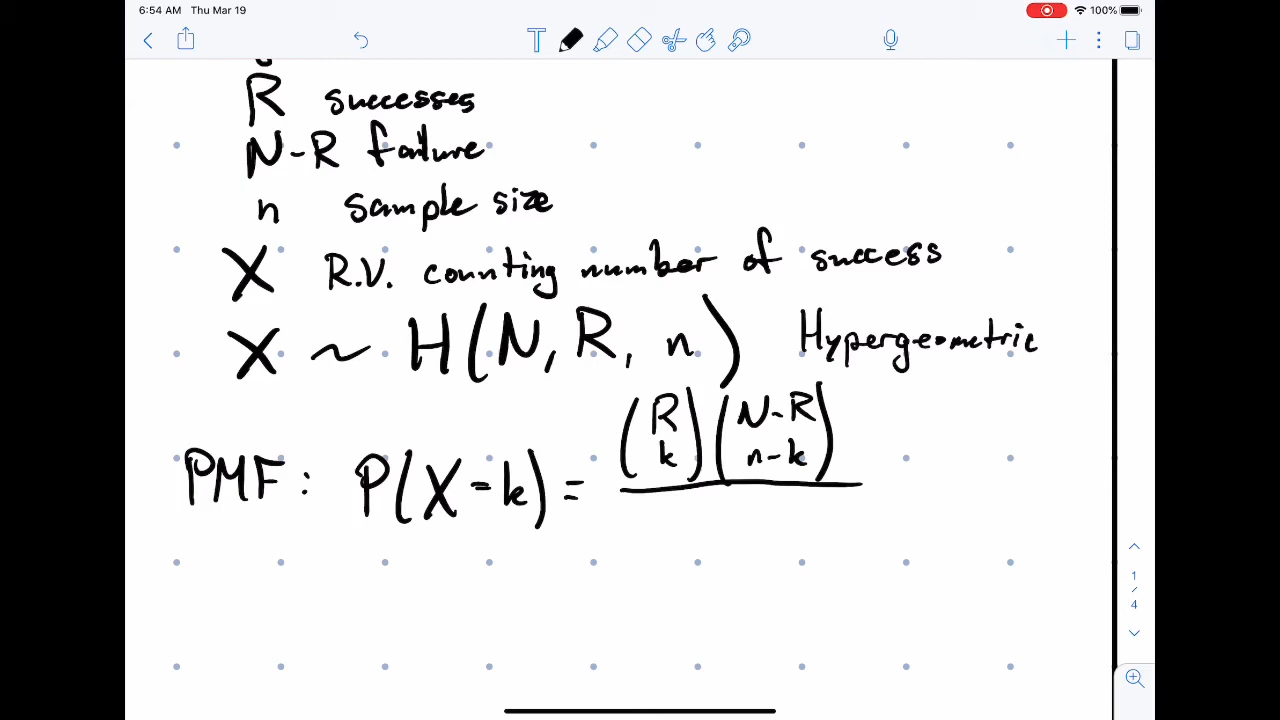 6:54 AM Thu Mar 19
100%
R successes
N-R failure
n sample size
X R.V. counting number of success
X ~ H(N, R, n) Hypergeometric
(R k) (N-R n-k)
PMF: P(X = k) =
1
/
4